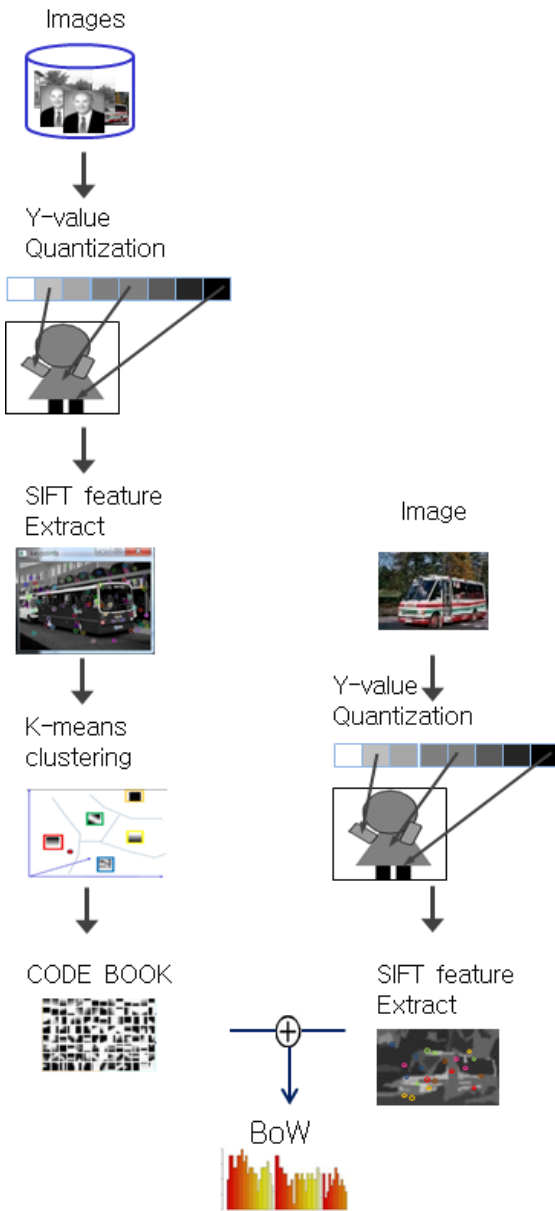 Images
Y-value
Quantization
SIFT feature
Extract
K-means
clustering
CODE BOOK
Image
Y-value
Quantization
SIFT feature
Extract
BoW